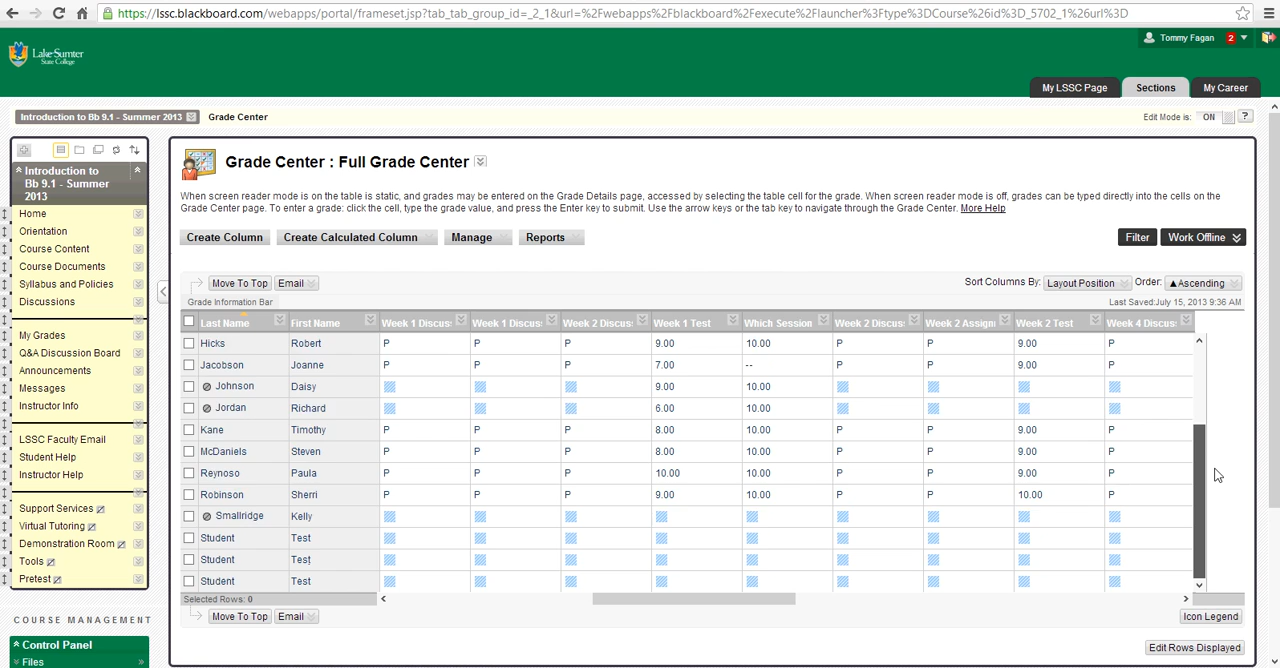 https://lssc.blackboard.com/webapps/portal/frameset.jsp?tab_tab_group_id=_2_1&url=%2Fwebapps%2Fblackboard%2Fexecute%2Flauncher%3Ftype%3DCourse%26id%3D_5702_1%26url%3D
Lake~Sumter
State College
Tommy Fagan 2
My LSSC Page Sections My Career
Introduction to Bb 9.1 - Summer 2013 Grade Center Edit Mode is: ON ?
Introduction to
Bb 9.1 - Summer
2013
Home
Orientation
Course Content
Course Documents
Syllabus and Policies
Discussions
My Grades
Q&A Discussion Board
Announcements
Messages
Instructor Info
LSSC Faculty Email
Student Help
Instructor Help
Support Services
Virtual Tutoring
Demonstration Room
Tools
Pretest
COURSE MANAGEMENT
Control Panel
Files
Grade Center : Full Grade Center
When screen reader mode is on the table is static, and grades may be entered on the Grade Details page, accessed by selecting the table cell for the grade. When screen reader mode is off, grades can be typed directly into the cells on the
Grade Center page. To enter a grade: click the cell, type the grade value, and press the Enter key to submit. Use the arrow keys or the tab key to navigate through the Grade Center. More Help
Create Column Create Calculated Column Manage Reports Filter Work Offline
Move To Top Email Sort Columns By: Layout Position Order: ▲Ascending
Grade Information Bar Last Saved:July 15, 2013 9:36 AM
Last Name First Name Week 1 Discus Week 1 Discus Week 2 Discus Week 1 Test Which Session Week 2 Discus Week 2 Assign Week 2 Test Week 4 Discus
Hicks Robert P P P 9.00 10.00 P P 9.00 P
Jacobson Joanne P P P 7.00 -- P P 9.00 P
Johnson Daisy 9.00 10.00
Jordan Richard 6.00 10.00
Kane Timothy P P P 8.00 10.00 P P 9.00 P
McDaniels Steven P P P 8.00 10.00 P P 9.00 P
Reynoso Paula P P P 10.00 10.00 P P 9.00 P
Robinson Sherri P P P 9.00 10.00 P P 10.00 P
Smallridge Kelly
Student Test
Student Test
Student Test
Selected Rows: 0
Move To Top Email Icon Legend
Edit Rows Displayed